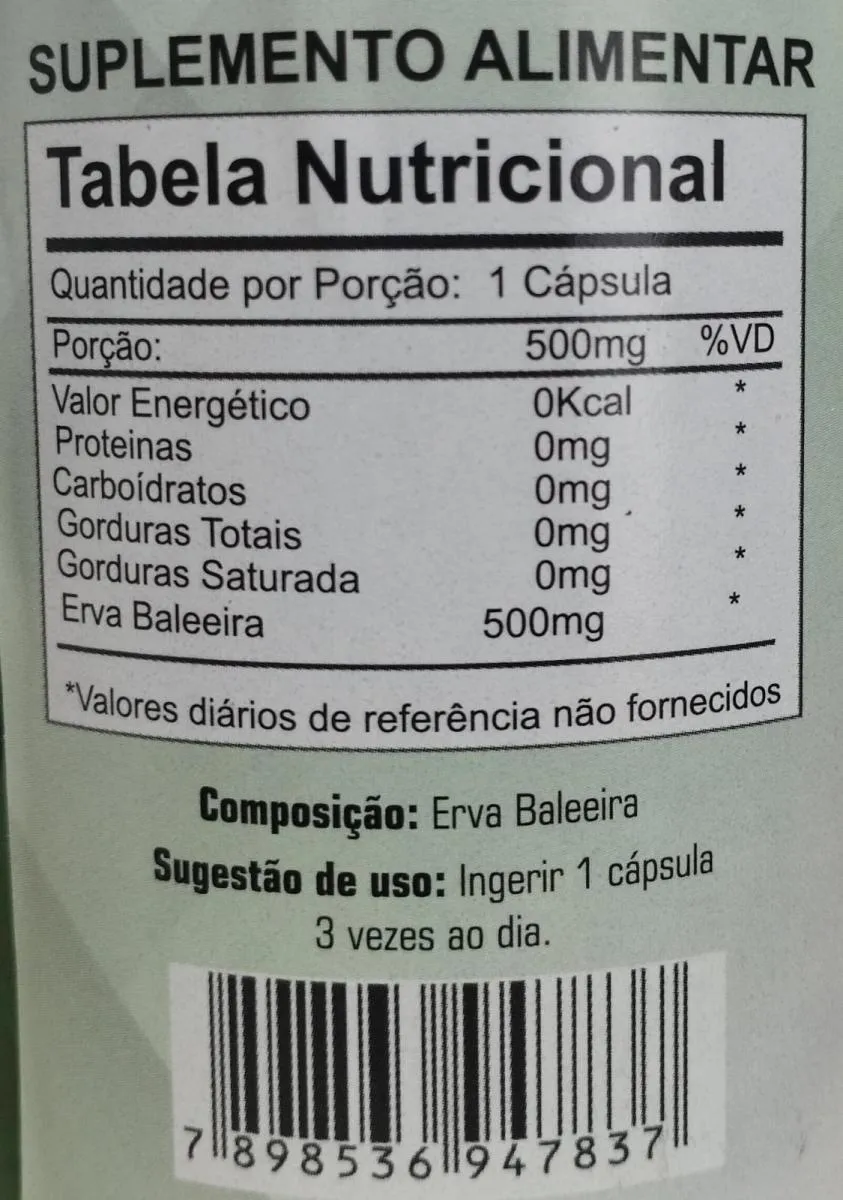 SUPLEMENTO ALIMENTAR
Tabela Nutricional
Quantidade por Porção: 1 Cápsula
Porção: 500mg %VD
Valor Energético 0Kcal *
Proteinas 0mg *
Carboídratos 0mg *
Gorduras Totais 0mg *
Gorduras Saturada 0mg *
Erva Baleeira 500mg *
*Valores diários de referência não fornecidos
Composição: Erva Baleeira
Sugestão de uso: Ingerir 1 cápsula
3 vezes ao dia.
7 898536 947837